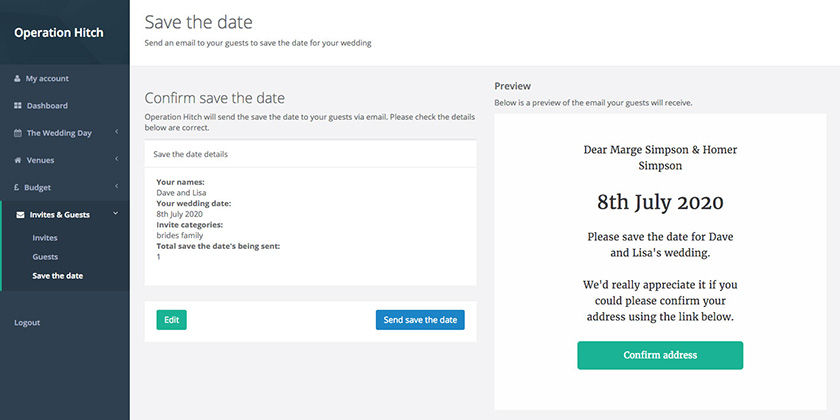 Operation Hitch
My account
Dashboard
The Wedding Day
Venues
£ Budget
Invites & Guests
Invites
Guests
Save the date
Logout
Save the date
Send an email to your guests to save the date for your wedding
Confirm save the date
Operation Hitch will send the save the date to your guests via email. Please check the details
below are correct.
Save the date details
Your names:
Dave and Lisa
Your wedding date:
8th July 2020
Invite categories:
brides family
Total save the date's being sent:
1
Edit
Send save the date
Preview
Below is a preview of the email your guests will receive.
Dear Marge Simpson & Homer
Simpson
8th July 2020
Please save the date for Dave
and Lisa's wedding.
We'd really appreciate it if you
could please confirm your
address using the link below.
Confirm address